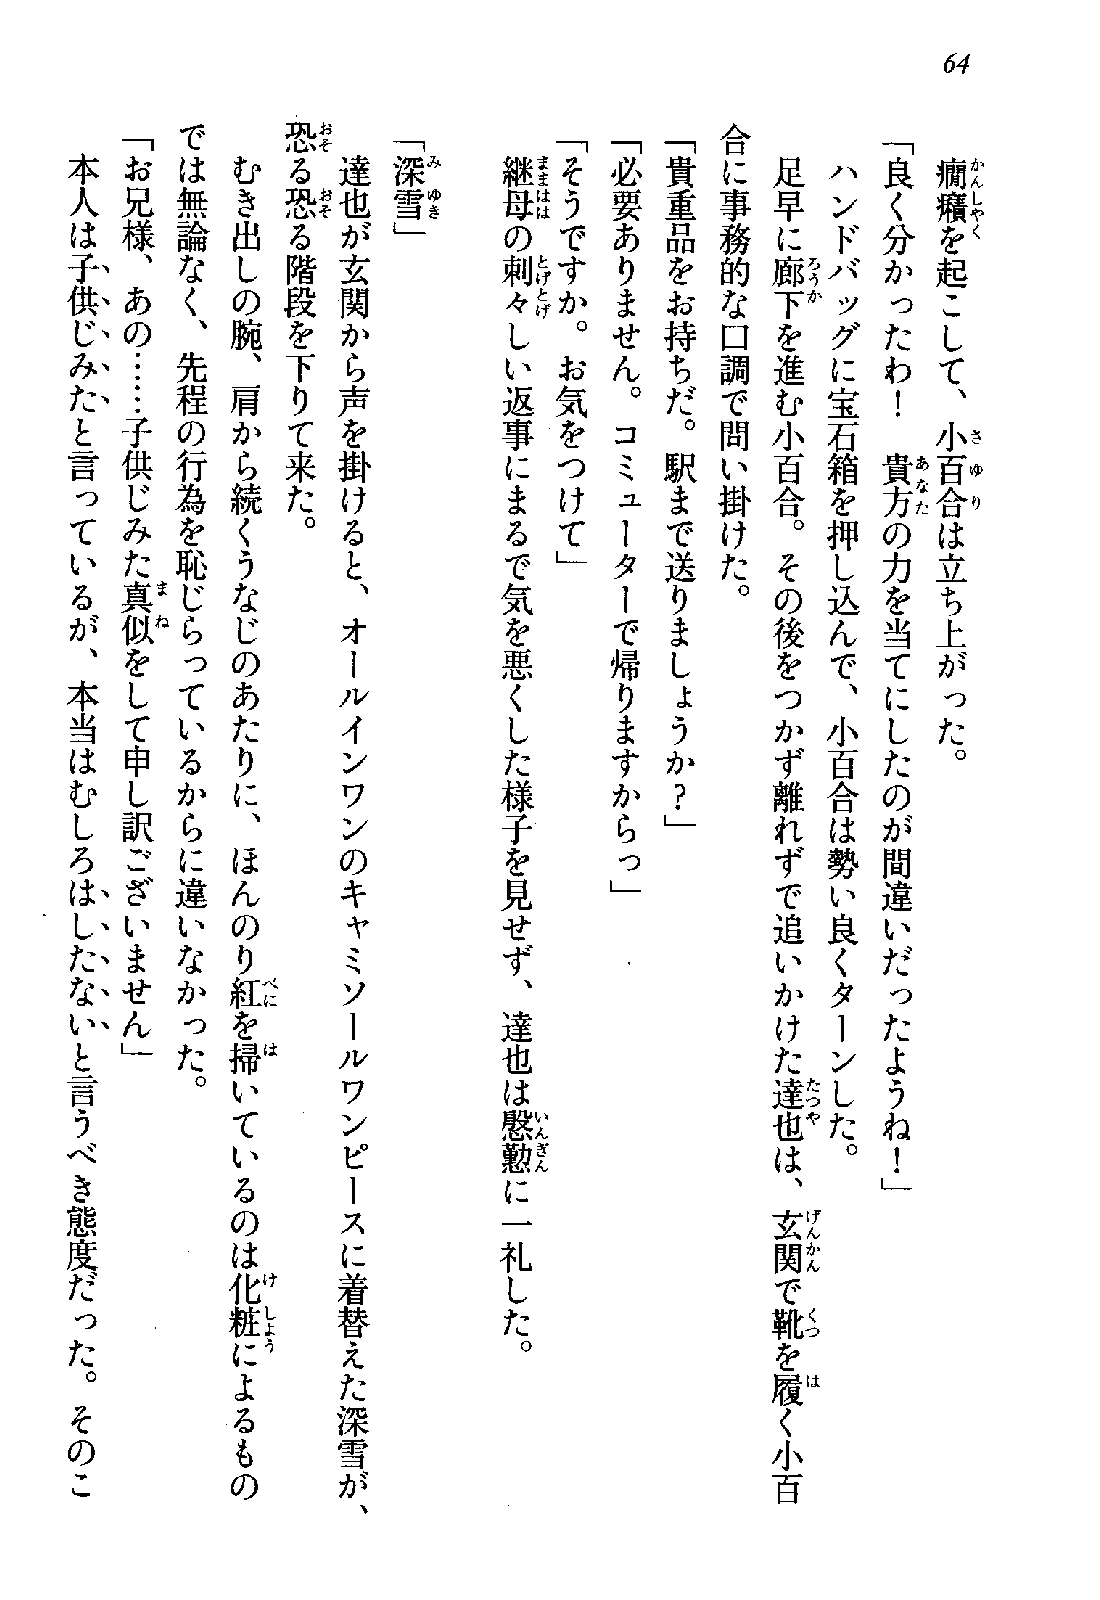 64
癇癪を起こして、小百合は立ち上がった。
「良く分かったわ！　貴方の力を当てにしたのが間違いだったようね！」
ハンドバッグに宝石箱を押し込んで、小百合は勢い良くターンした。
足早に廊下を進む小百合。その後をつかず離れずで追いかけた達也は、玄関で靴を履く小百
合に事務的な口調で問い掛けた。
「貴重品をお持ちだ。駅まで送りましょうか？」
「必要ありません。コミューターで帰りますからっ」
「そうですか。お気をつけて」
継母の刺々しい返事にまるで気を悪くした様子を見せず、達也は慇懃に一礼した。
「深雪」
達也が玄関から声を掛けると、オールインワンのキャミソールワンピースに着替えた深雪が、
恐る恐る階段を下りて来た。
むき出しの腕、肩から続くうなじのあたりに、ほんのり紅を掃いているのは化粧によるもの
では無論なく、先程の行為を恥じらっているからに違いなかった。
「お兄様、あの……子供じみた真似をして申し訳ございません」
本人は子供じみたと言っているが、本当はむしろはしたないと言うべき態度だった。そのこ